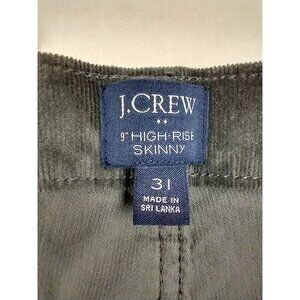 J.CREW
9" HIGH-RISE
SKINNY
31
MADE IN
SRI LANKA